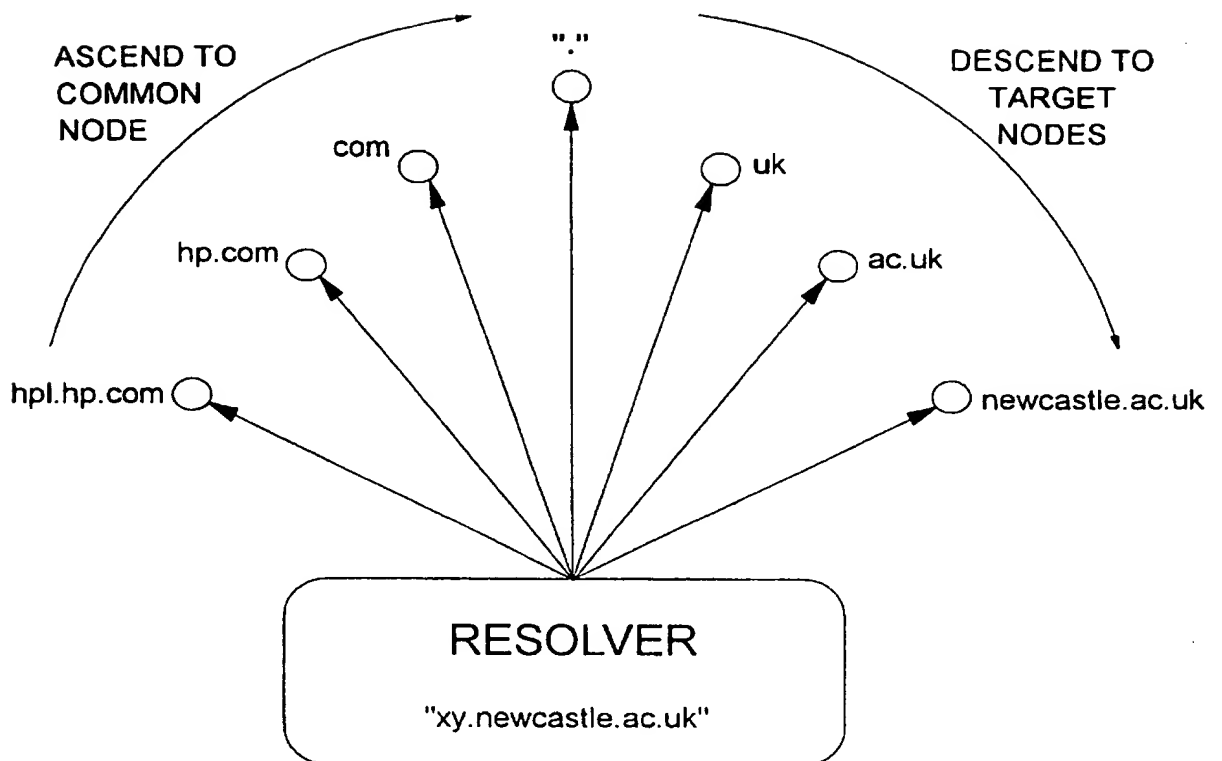 ASCEND TO
COMMON
NODE
"."
DESCEND TO
TARGET
NODES
com
uk
hp.com
ac.uk
hpl.hp.com
newcastle.ac.uk
RESOLVER
"xy.newcastle.ac.uk"